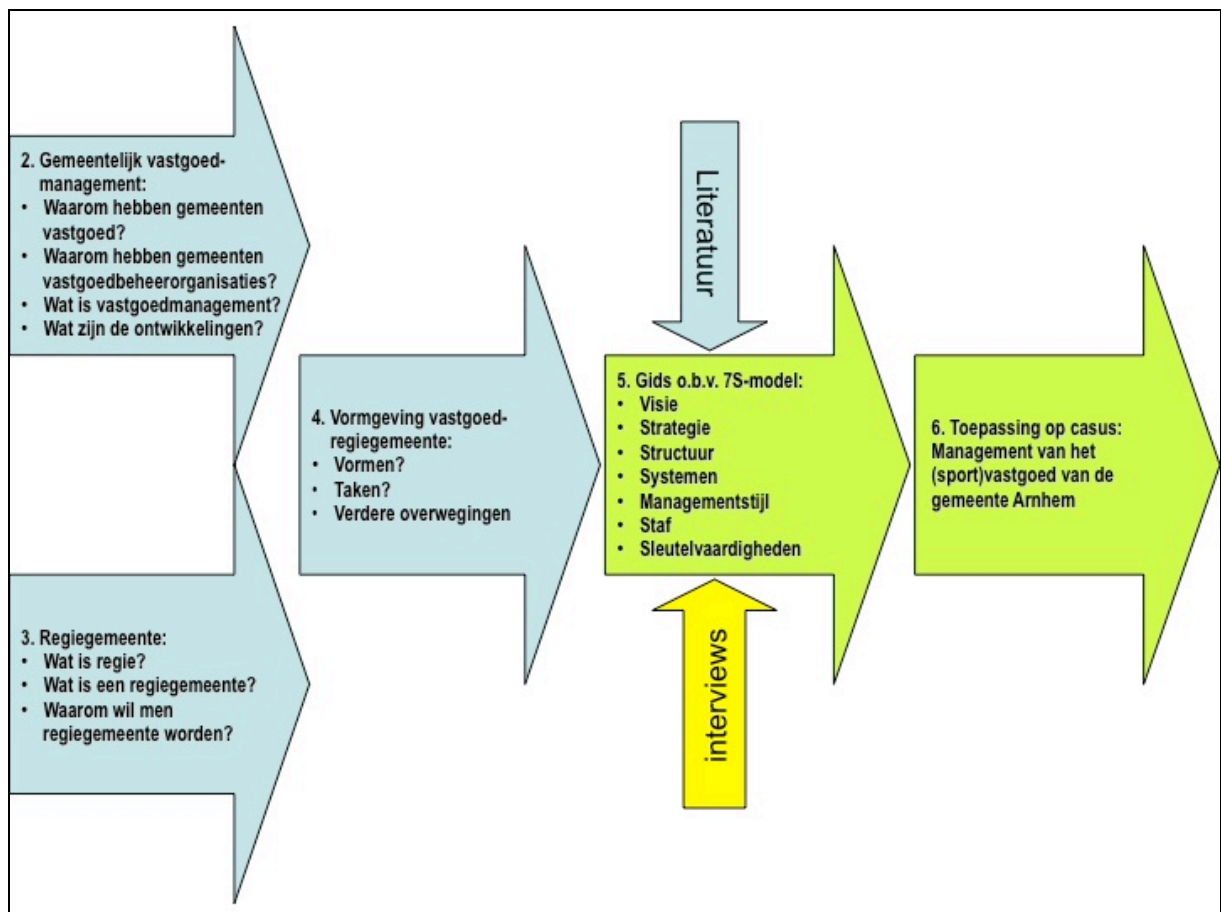 2. Gemeentelijk vastgoed-
management:
• Waarom hebben gemeenten
vastgoed?
• Waarom hebben gemeenten
vastgoedbeheerorganisaties?
• Wat is vastgoedmanagement?
• Wat zijn de ontwikkelingen?
3. Regiegemeente:
• Wat is regie?
• Wat is een regiegemeente?
• Waarom wil men
regiegemeente worden?
4. Vormgeving vastgoed-
regiegemeente:
• Vormen?
• Taken?
• Verdere overwegingen
Literatuur
5. Gids o.b.v. 7S-model:
• Visie
• Strategie
• Structuur
• Systemen
• Managementstijl
• Staf
• Sleutelvaardigheden
interviews
6. Toepassing op casus:
Management van het
(sport)vastgoed van de
gemeente Arnhem